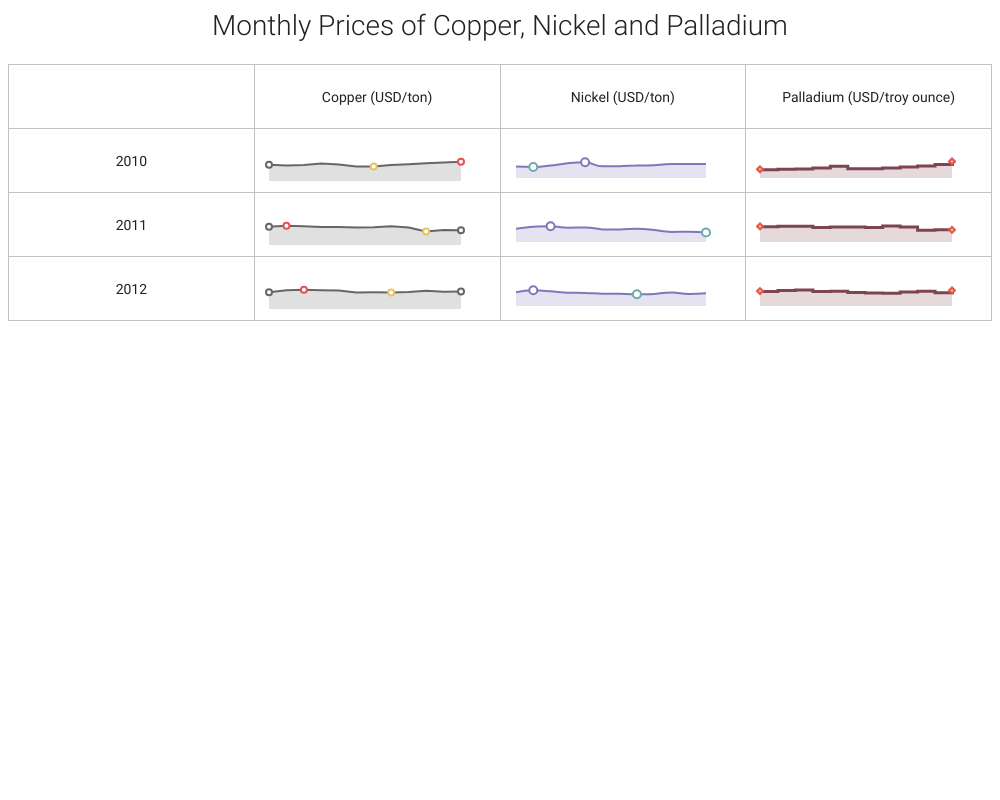 Monthly Prices of Copper, Nickel and Palladium
Copper (USD/ton)
Nickel (USD/ton)
Palladium (USD/troy ounce)
2010
2011
2012